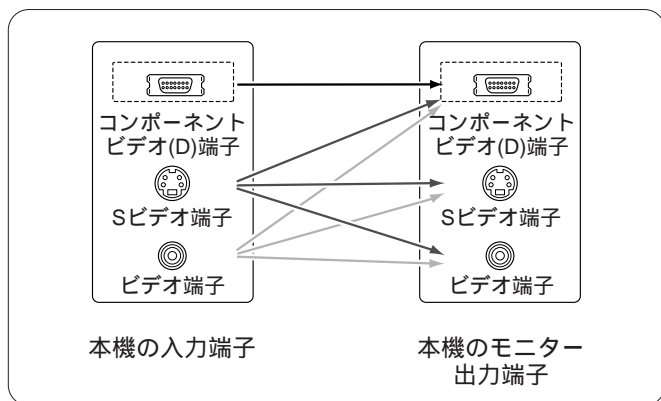 コンポーネント
ビデオ(D)端子
Sビデオ端子
ビデオ端子
本機の入力端子
コンポーネント
ビデオ(D)端子
Sビデオ端子
ビデオ端子
本機のモニター
出力端子